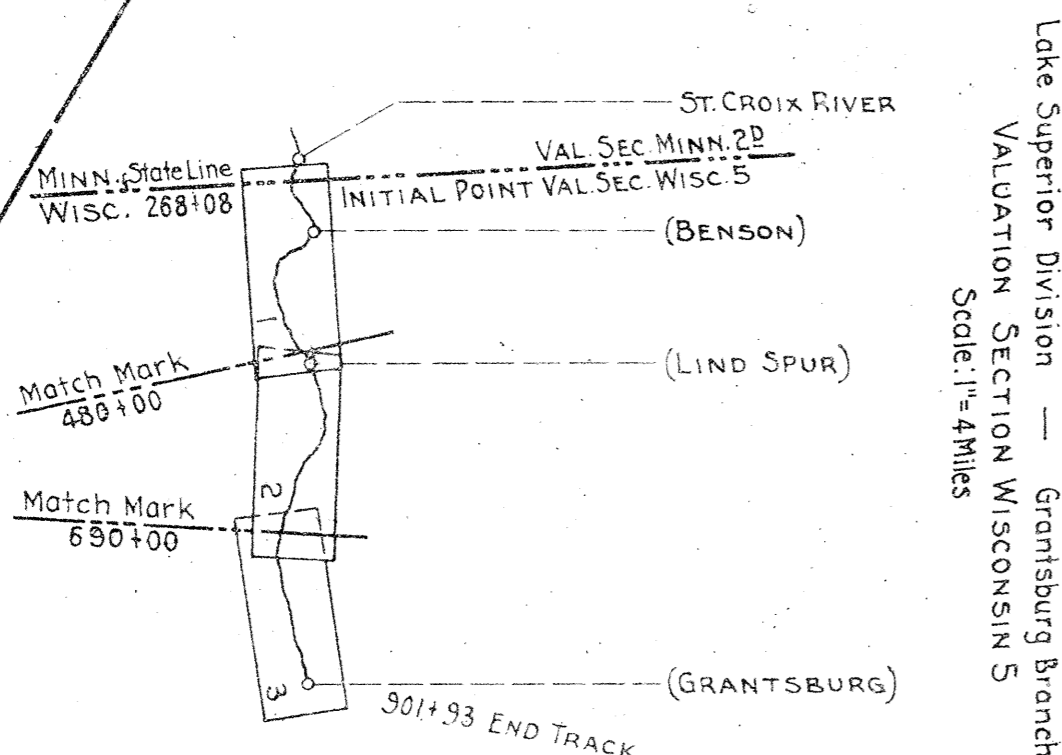 Lake Superior Division — Grantsburg Branch
VALUATION SECTION WISCONSIN 5
Scale: 1"=4 Miles
ST. CROIX RIVER
MINN. State Line
WISC. 268+08
VAL. SEC. MINN. 2D
INITIAL POINT VAL. SEC. WISC. 5
(BENSON)
(LIND SPUR)
Match Mark
480+00
2
Match Mark
690+00
3
(GRANTSBURG)
901+93 END TRACK